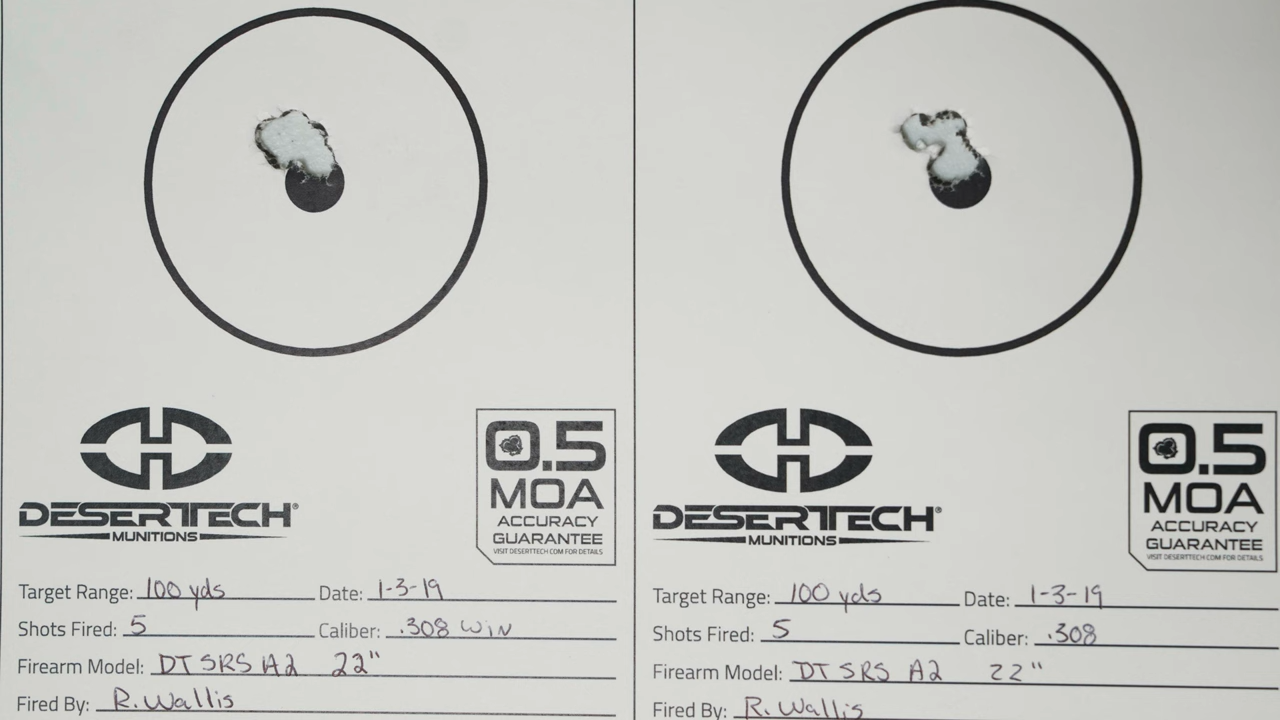 0.5
MOA
ACCURACY
GUARANTEE
VISIT DESERTTECH.COM FOR DETAILS
DESERTTECH®
MUNITIONS
Target Range: 100 yds Date: 1-3-19
Shots Fired: 5 Caliber: .308 WiN
Firearm Model: DT SRS A2 22"
Fired By: R. Wallis
0.5
MOA
ACCURACY
GUARANTEE
VISIT DESERTTECH.COM FOR DETAILS
DESERTTECH®
MUNITIONS
Target Range: 100 yds Date: 1-3-19
Shots Fired: 5 Caliber: .308
Firearm Model: DT SRS A2 22"
Fired By: R. Wallis